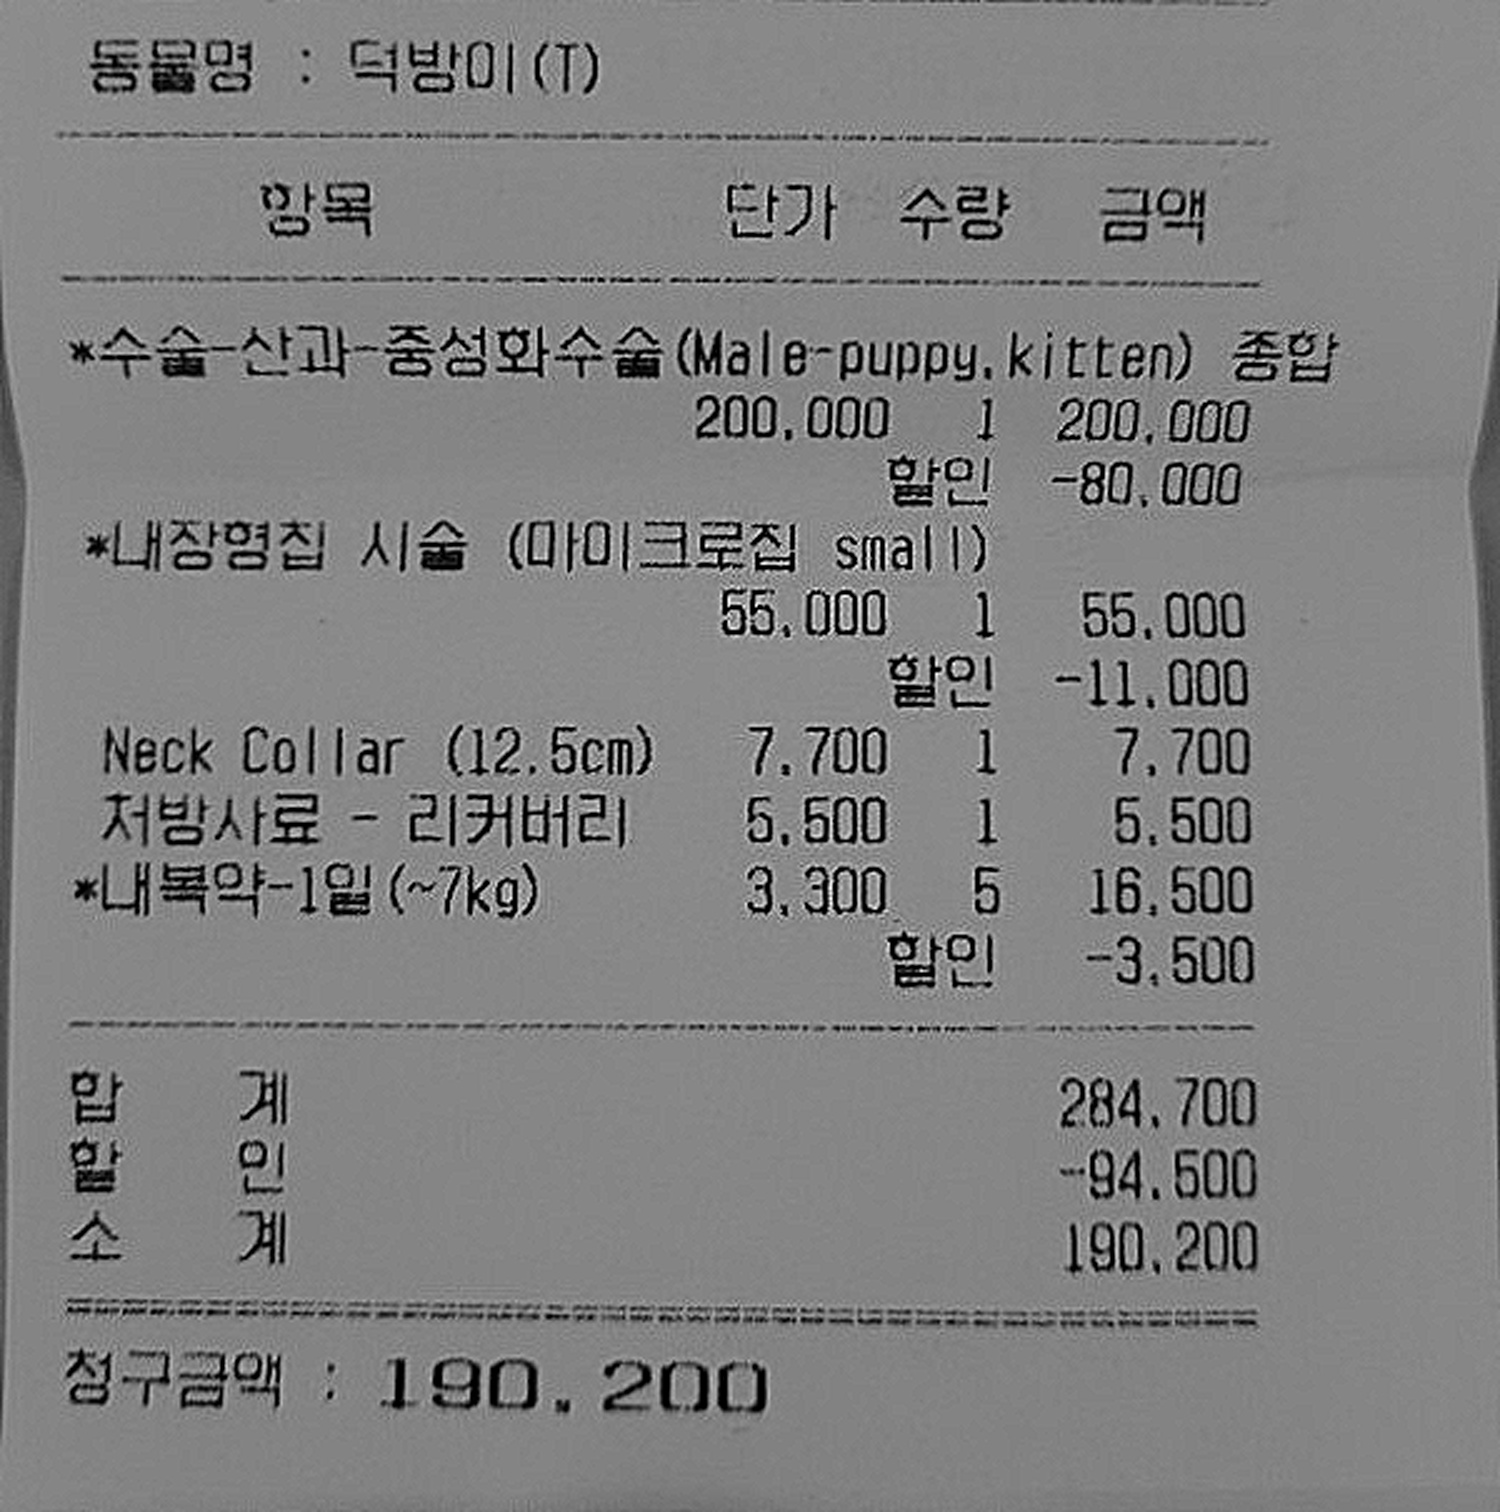 동물명 : 덕방이(T)
항목 단가 수량 금액
*수술-산과-중성화수술(Male-puppy,kitten) 종합
200,000 1 200,000
할인 -80,000
*내장형칩 시술 (마이크로칩 small)
55,000 1 55,000
할인 -11,000
Neck Collar (12.5cm) 7,700 1 7,700
처방사료 - 리커버리 5,500 1 5,500
*내복약-1일(~7kg) 3,300 5 16,500
할인 -3,500
합 계 284,700
할 인 -94,500
소 계 190,200
청구금액 : 190,200